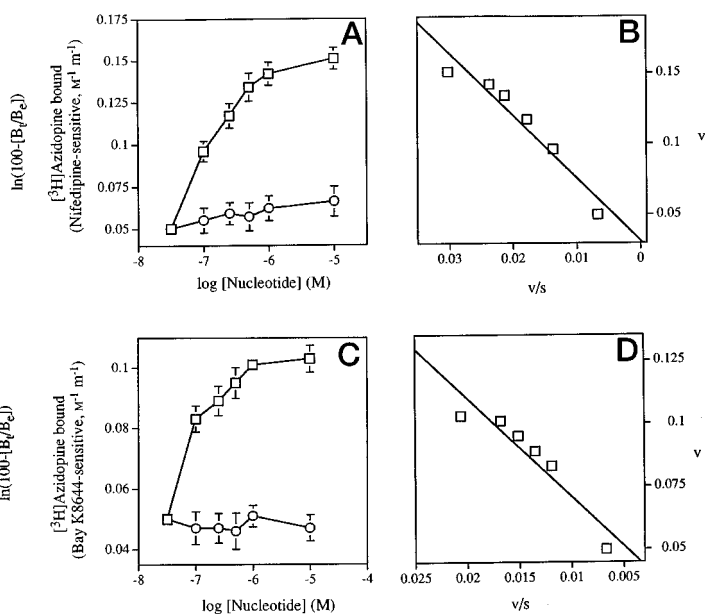 A
ln(100-[Bt/Be])
[³H]Azidopine bound
(Nifedipine-sensitive, M⁻¹ m⁻¹)
0.175
0.15
0.125
0.1
0.075
0.05
-8 -7 -6 -5 -4
log [Nucleotide] (M)
B
0.15
0.1
0.05
v
0.03 0.02 0.01 0
v/s
C
ln(100-[Bt/Be])
[³H]Azidopine bound
(Bay K8644-sensitive, M⁻¹ m⁻¹)
0.1
0.08
0.06
0.04
-8 -7 -6 -5 -4
log [Nucleotide] (M)
D
0.125
0.1
0.075
0.05
v
0.025 0.02 0.015 0.01 0.005
v/s